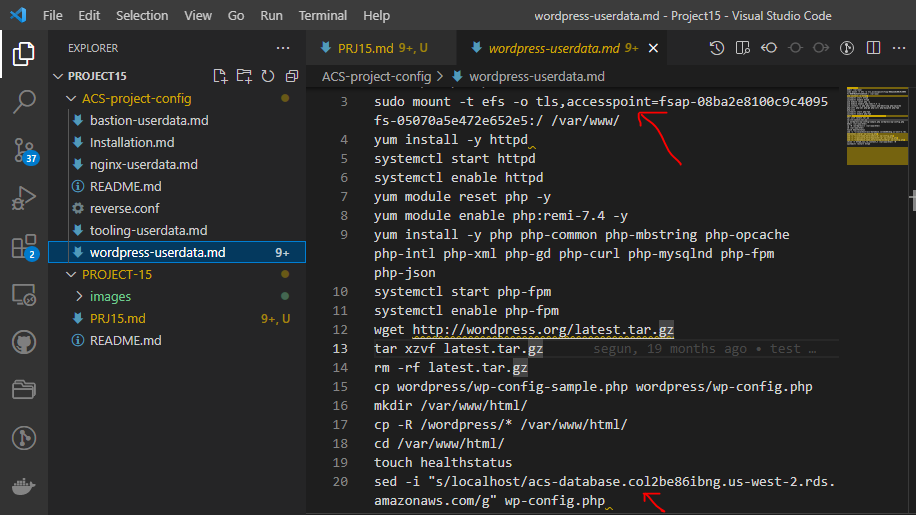 File Edit Selection View Go Run Terminal Help wordpress-userdata.md - Project15 - Visual Studio Code
EXPLORER ··· PRJ15.md 9+, U wordpress-userdata.md 9+ ···
PROJECT15
ACS-project-config > wordpress-userdata.md
ACS-project-config
bastion-userdata.md
Installation.md
nginx-userdata.md
README.md
reverse.conf
tooling-userdata.md
wordpress-userdata.md 9+
PROJECT-15
images
PRJ15.md 9+, U
README.md
37
2
3 sudo mount -t efs -o tls,accesspoint=fsap-08ba2e8100c9c4095
fs-05070a5e472e652e5:/ /var/www/
4 yum install -y httpd
5 systemctl start httpd
6 systemctl enable httpd
7 yum module reset php -y
8 yum module enable php:remi-7.4 -y
9 yum install -y php php-common php-mbstring php-opcache
php-intl php-xml php-gd php-curl php-mysqlnd php-fpm
php-json
10 systemctl start php-fpm
11 systemctl enable php-fpm
12 wget http://wordpress.org/latest.tar.gz
13 tar xzvf latest.tar.gz segun, 19 months ago • test …
14 rm -rf latest.tar.gz
15 cp wordpress/wp-config-sample.php wordpress/wp-config.php
16 mkdir /var/www/html/
17 cp -R /wordpress/* /var/www/html/
18 cd /var/www/html/
19 touch healthstatus
20 sed -i "s/localhost/acs-database.col2be86ibng.us-west-2.rds.
amazonaws.com/g" wp-config.php